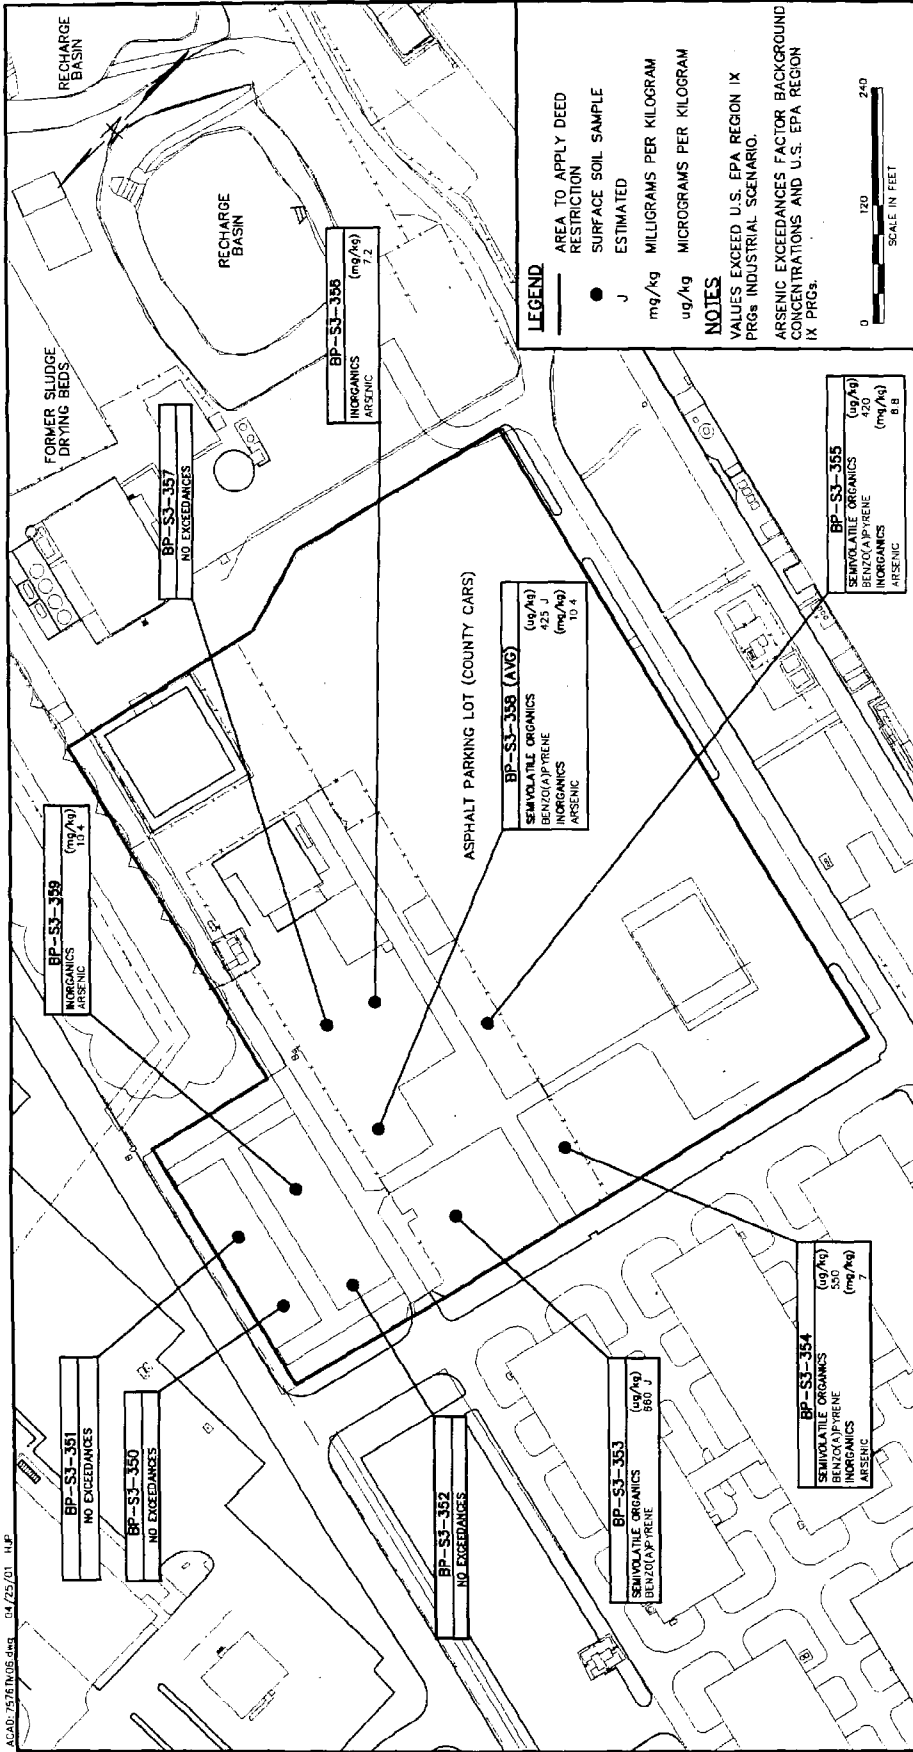 ACAD: 7576TM06.dwg 04/25/01 HJP
BP-S3-351
NO EXCEEDANCES
BP-S3-350
NO EXCEEDANCES
BP-S3-352
NO EXCEEDANCES
BP-S3-353
SEMIVOLATILE ORGANICS (ug/kg)
BENZO(A)PYRENE 660 J
BP-S3-354
SEMIVOLATILE ORGANICS (ug/kg)
BENZO(A)PYRENE 550
INORGANICS (mg/kg)
ARSENIC 7
BP-S3-359
INORGANICS (mg/kg)
ARSENIC 10.4
BP-S3-358 (AVG)
SEMIVOLATILE ORGANICS (ug/kg)
BENZO(A)PYRENE 425 J
INORGANICS (mg/kg)
ARSENIC 10.4
ASPHALT PARKING LOT (COUNTY CARS)
BP-S3-357
NO EXCEEDANCES
BP-S3-356
INORGANICS (mg/kg)
ARSENIC 7.2
BP-S3-355
SEMIVOLATILE ORGANICS (ug/kg)
BENZO(A)PYRENE 420
INORGANICS (mg/kg)
ARSENIC 8.8
FORMER SLUDGE
DRYING BEDS
RECHARGE
BASIN
RECHARGE
BASIN
LEGEND
AREA TO APPLY DEED
RESTRICTION
SURFACE SOIL SAMPLE
J ESTIMATED
mg/kg MILLIGRAMS PER KILOGRAM
ug/kg MICROGRAMS PER KILOGRAM
NOTES
VALUES EXCEED U.S. EPA REGION IX
PRGs INDUSTRIAL SCENARIO.
ARSENIC EXCEEDANCES FACTOR BACKGROUND
CONCENTRATIONS AND U.S. EPA REGION
IX PRGs.
0 120 240
SCALE IN FEET